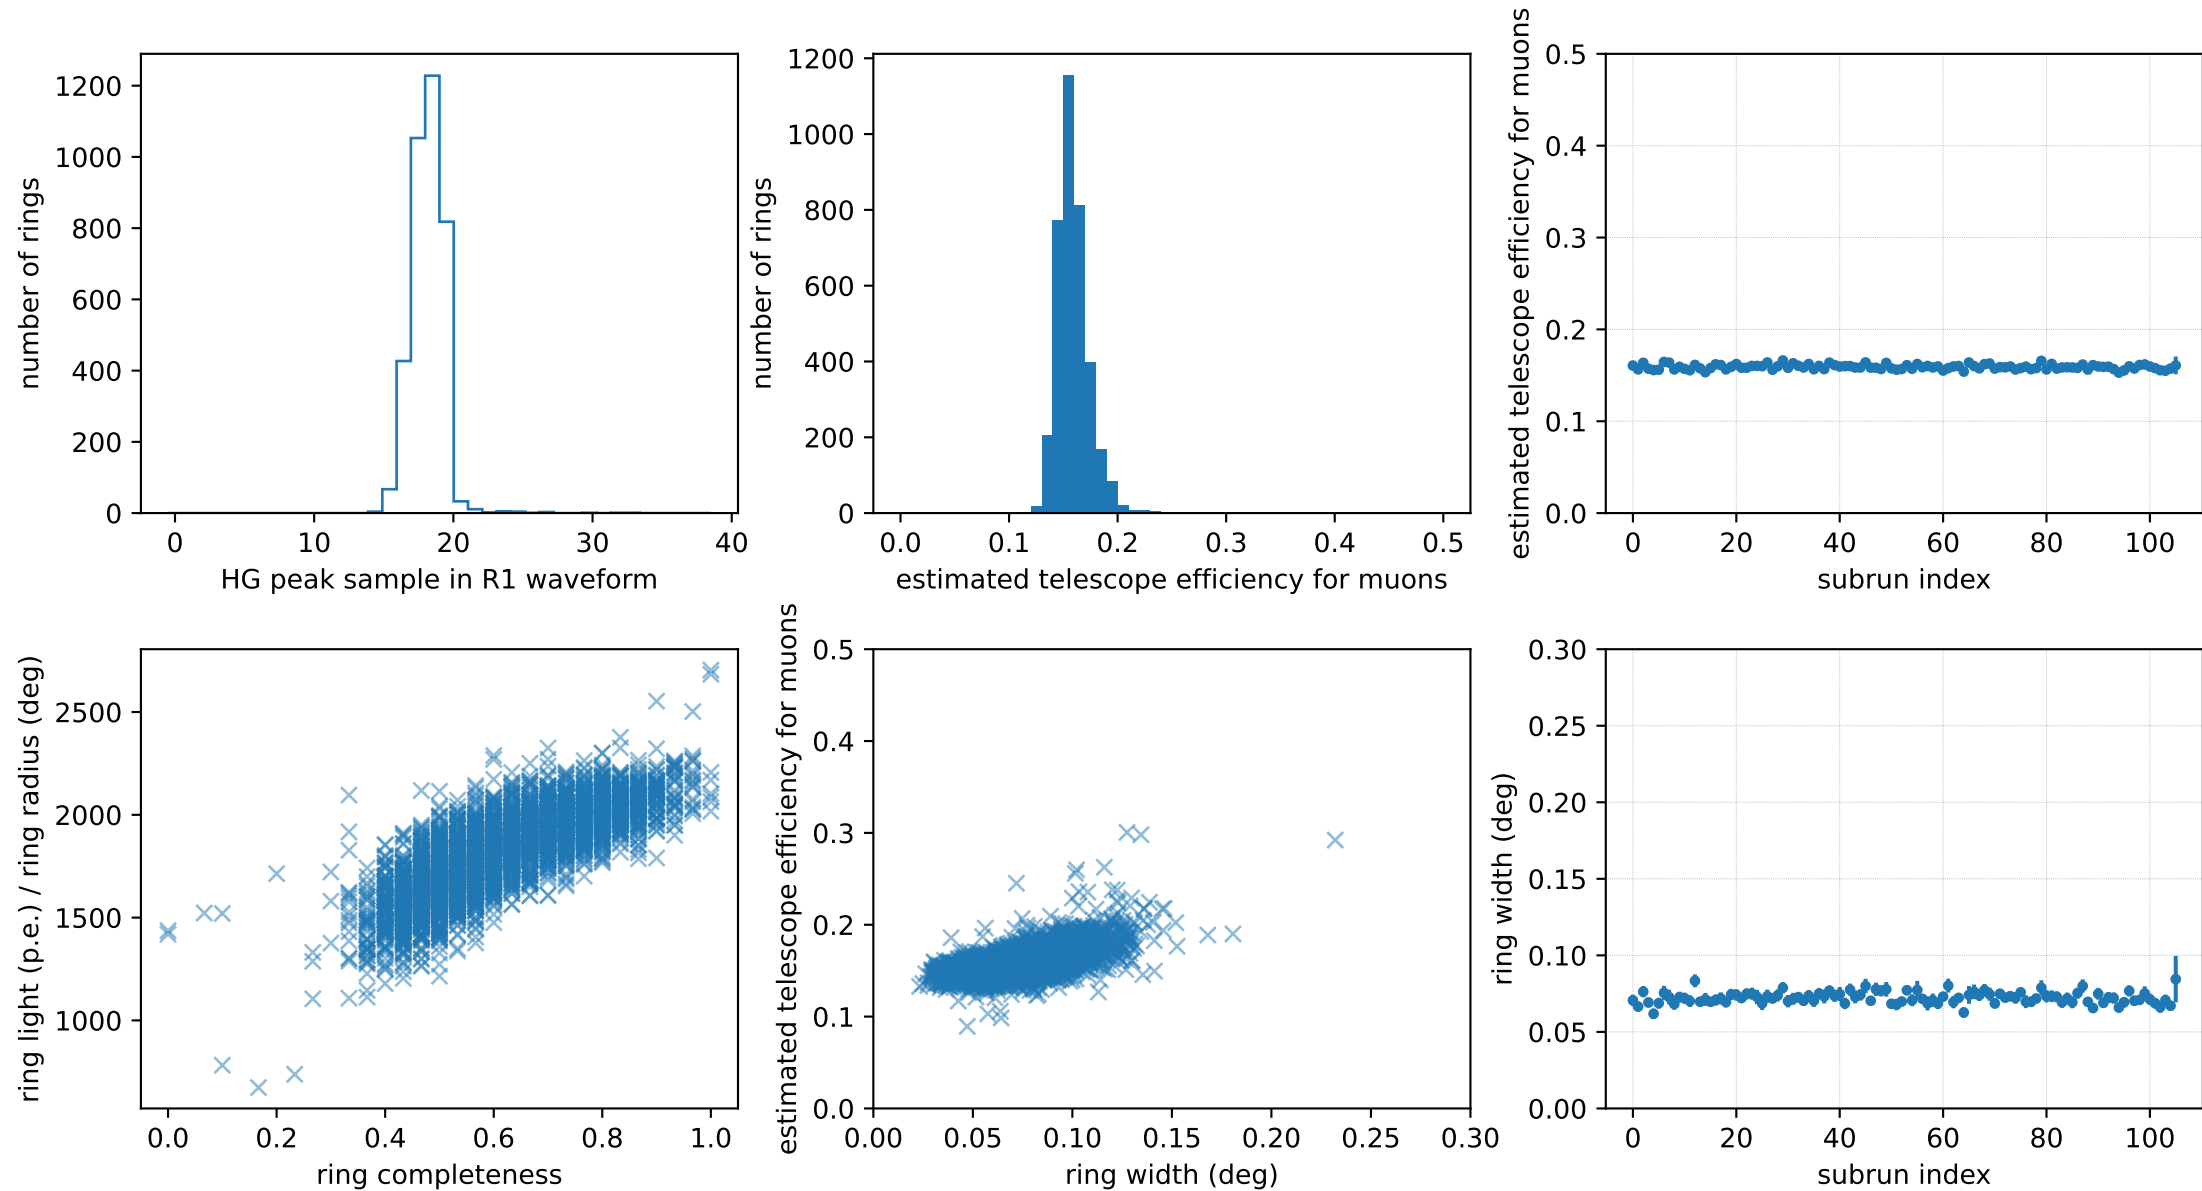 number of rings
1200
1000
800
600
400
200
0
0 10 20 30 40
HG peak sample in R1 waveform
number of rings
1200
1000
800
600
400
200
0
0.0 0.1 0.2 0.3 0.4 0.5
estimated telescope efficiency for muons
estimated telescope efficiency for muons
0.5
0.4
0.3
0.2
0.1
0.0
0 20 40 60 80 100
subrun index
ring light (p.e.) / ring radius (deg)
2500
2000
1500
1000
0.0 0.2 0.4 0.6 0.8 1.0
ring completeness
estimated telescope efficiency for muons
0.5
0.4
0.3
0.2
0.1
0.0
0.00 0.05 0.10 0.15 0.20 0.25 0.30
ring width (deg)
ring width (deg)
0.30
0.25
0.20
0.15
0.10
0.05
0.00
0 20 40 60 80 100
subrun index